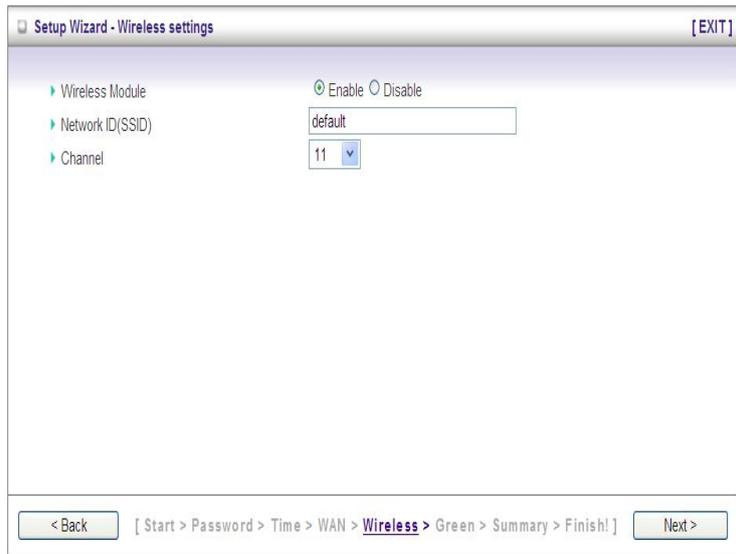 Setup Wizard - Wireless settings [ EXIT ]
Wireless Module Enable Disable
Network ID(SSID) default
Channel 11
< Back [ Start > Password > Time > WAN > Wireless > Green > Summary > Finish! ] Next >